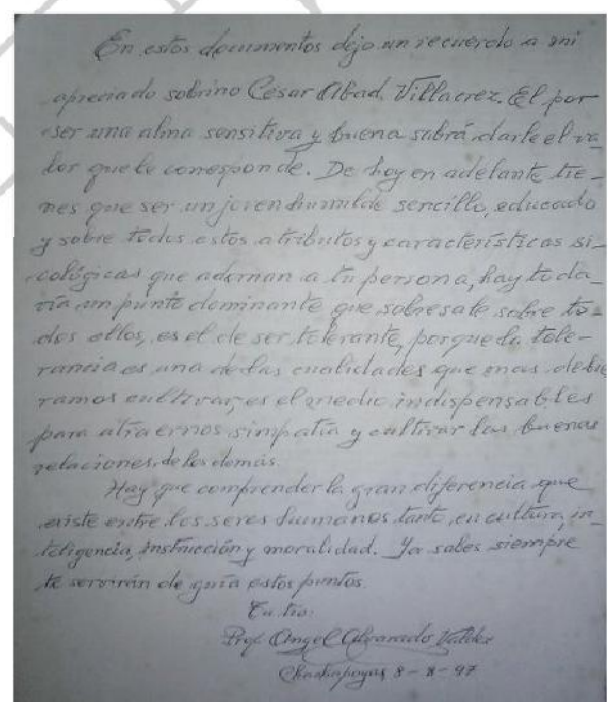 En estos documentos dejo un recuerdo a mi
apreciado sobrino César Abad Villacrez. El por
ser una alma sensitiva y buena sabrá darle el va-
lor que le corresponde. De hoy en adelante tie-
nes que ser un joven humilde sencillo, educado
y sobre todos estos atributos y características si-
cológicas que adornan a tu persona, hay toda-
vía un punto dominante que sobresale sobre to-
dos ellos, es el de ser tolerante, porque la tole-
rancia es una de las cualidades que mas debie
ramos cultivar, es el medio indispensables
para atraernos simpatía y cultivar las buenas
relaciones de los demás.
Hay que comprender la gran diferencia que
existe entre los seres humanos tanto en cultura, in-
teligencia, instrucción y moralidad. Ya sabes siempre
te servirán de guía estos puntos.
Tu tío:
Prof. Angel Alvarado Valdez
Chachapoyas 8-8-97